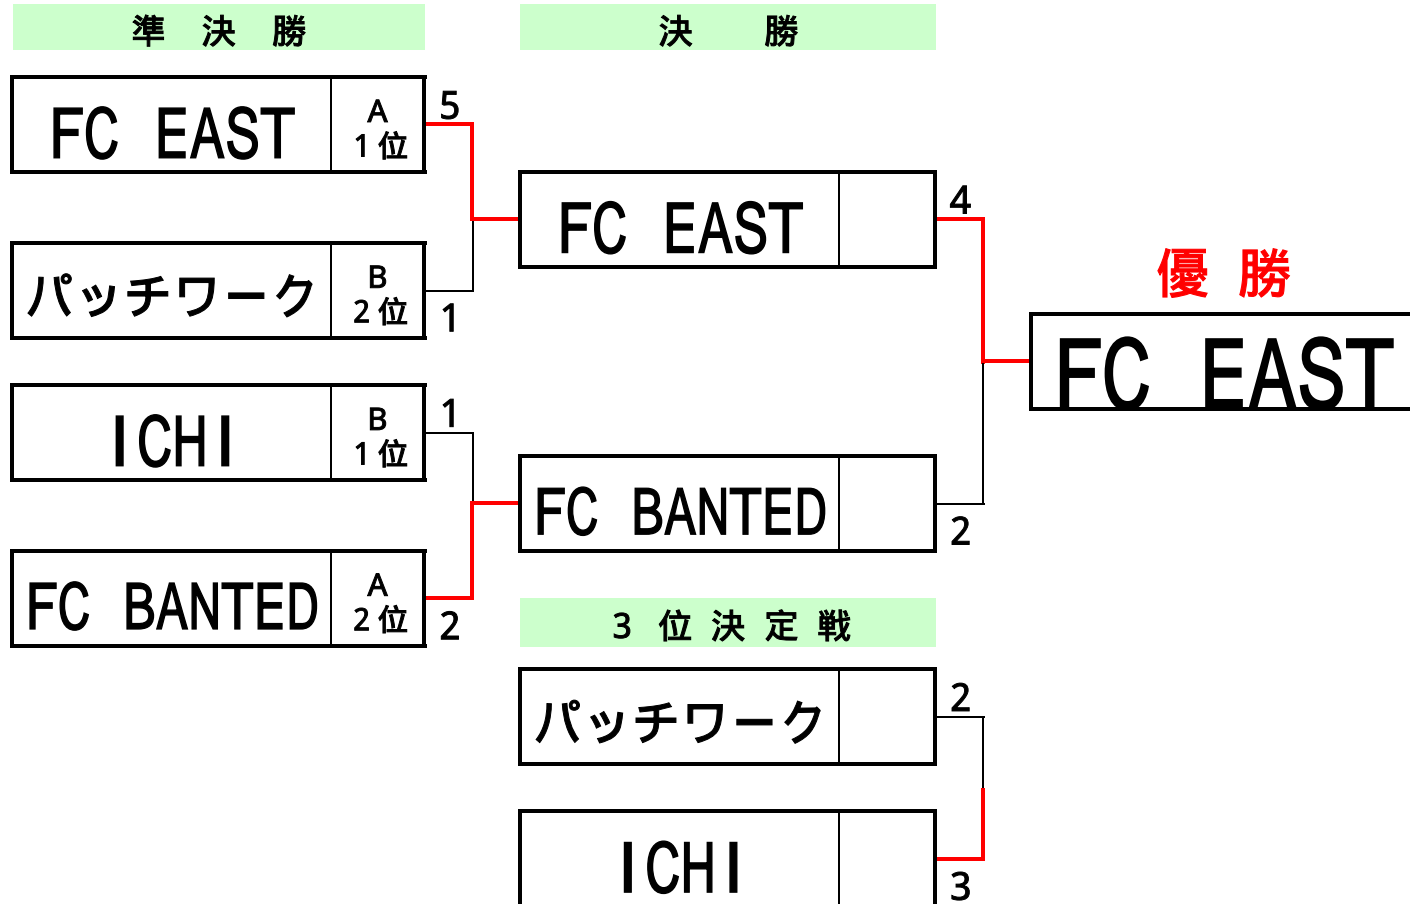 準 決 勝
FC EAST
A
1位
5
パッチワーク
B
2位
1
ICHI
B
1位
1
FC BANTED
A
2位
2
決 勝
FC EAST
4
FC BANTED
2
優 勝
FC EAST
3 位 決 定 戦
パッチワーク
2
ICHI
3